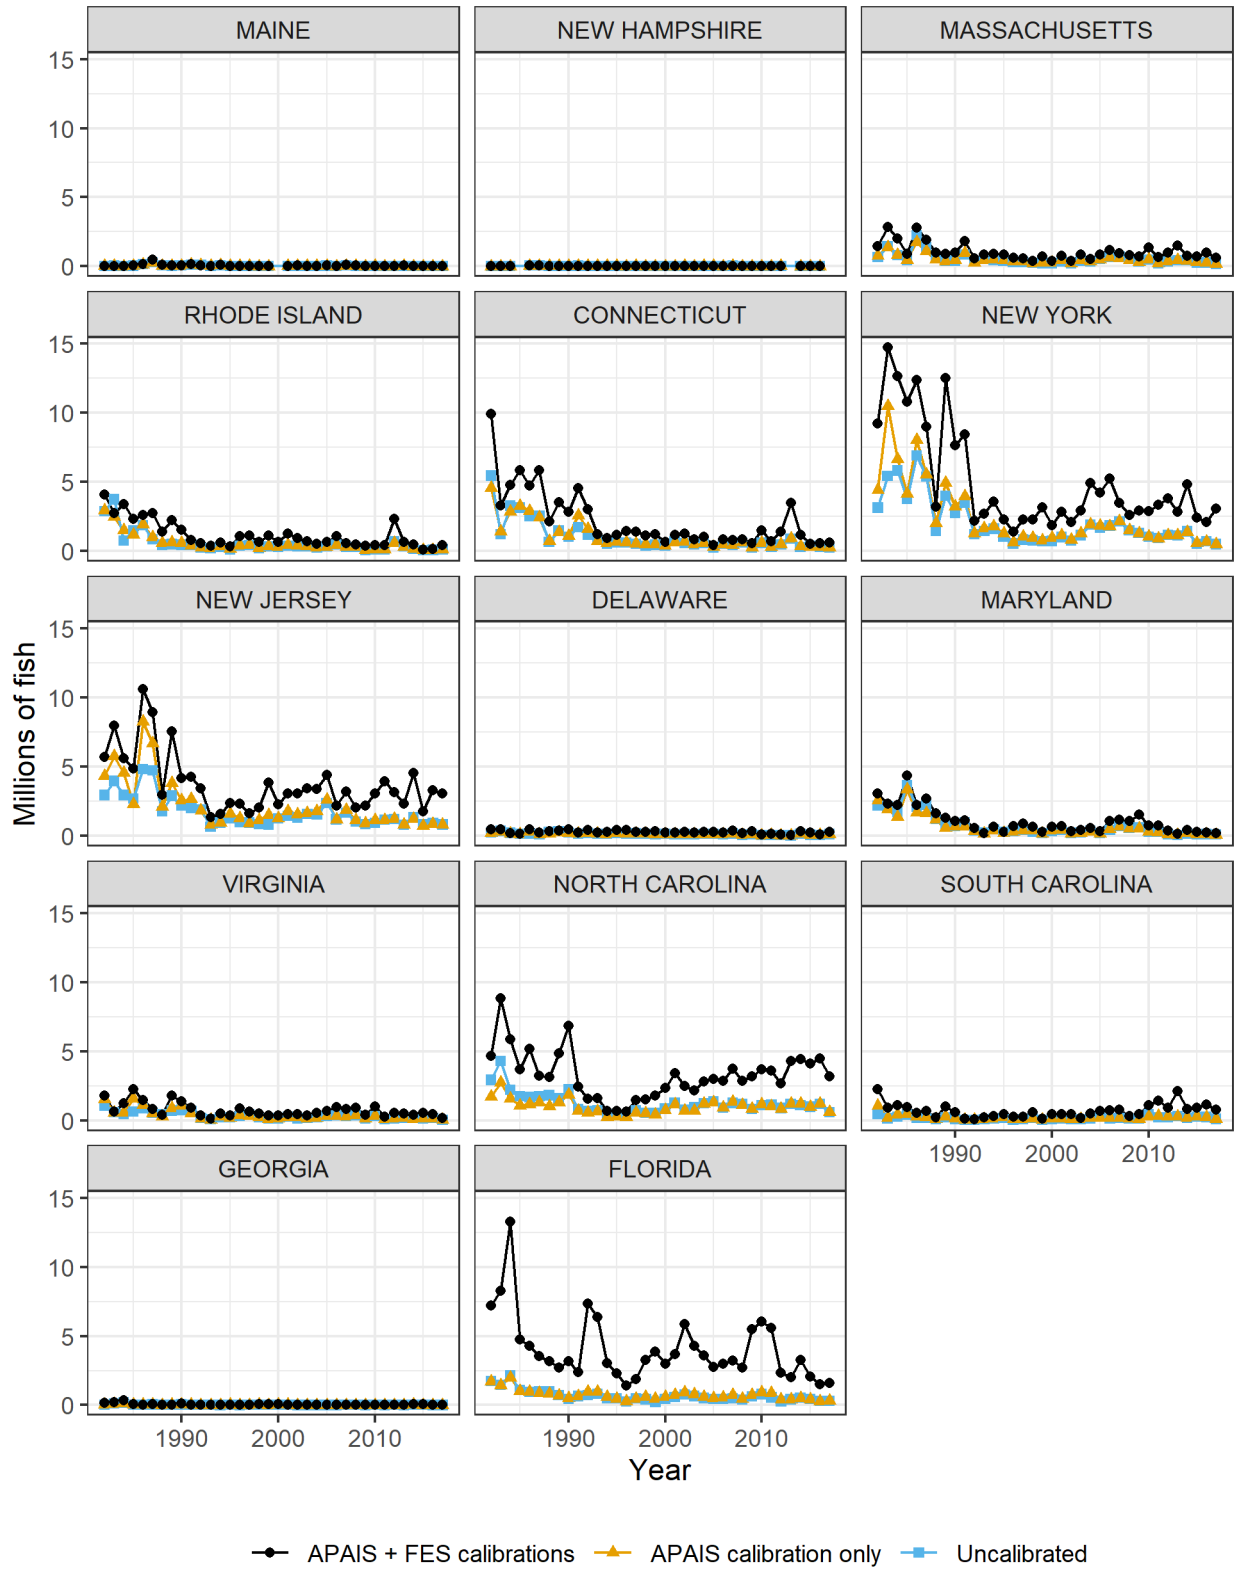 MAINE NEW HAMPSHIRE MASSACHUSETTS
15
10
5
0
RHODE ISLAND CONNECTICUT NEW YORK
15
10
5
0
NEW JERSEY DELAWARE MARYLAND
15
10
5
0
Millions of fish
VIRGINIA NORTH CAROLINA SOUTH CAROLINA
15
10
5
0
1990 2000 2010
GEORGIA FLORIDA
15
10
5
0
1990 2000 2010 1990 2000 2010
Year
APAIS + FES calibrations APAIS calibration only Uncalibrated